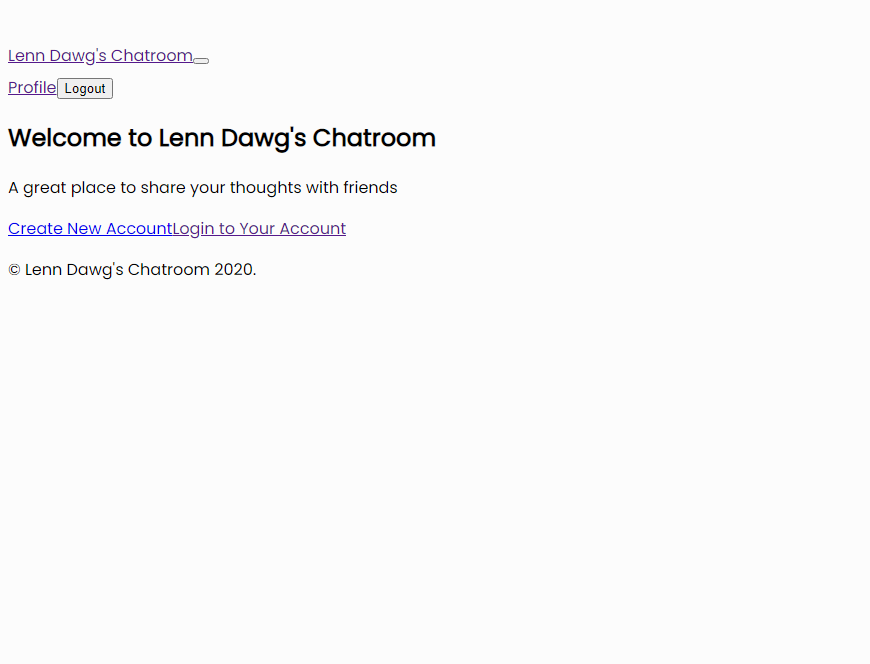 Lenn Dawg's Chatroom
Profile Logout
Welcome to Lenn Dawg's Chatroom
A great place to share your thoughts with friends
Create New AccountLogin to Your Account
© Lenn Dawg's Chatroom 2020.